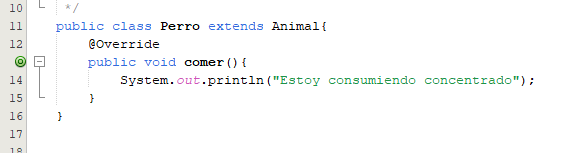 10 */
11 public class Perro extends Animal{
12 @Override
public void comer(){
14 System.out.println("Estoy consumiendo concentrado");
15 }
16 }
17
18